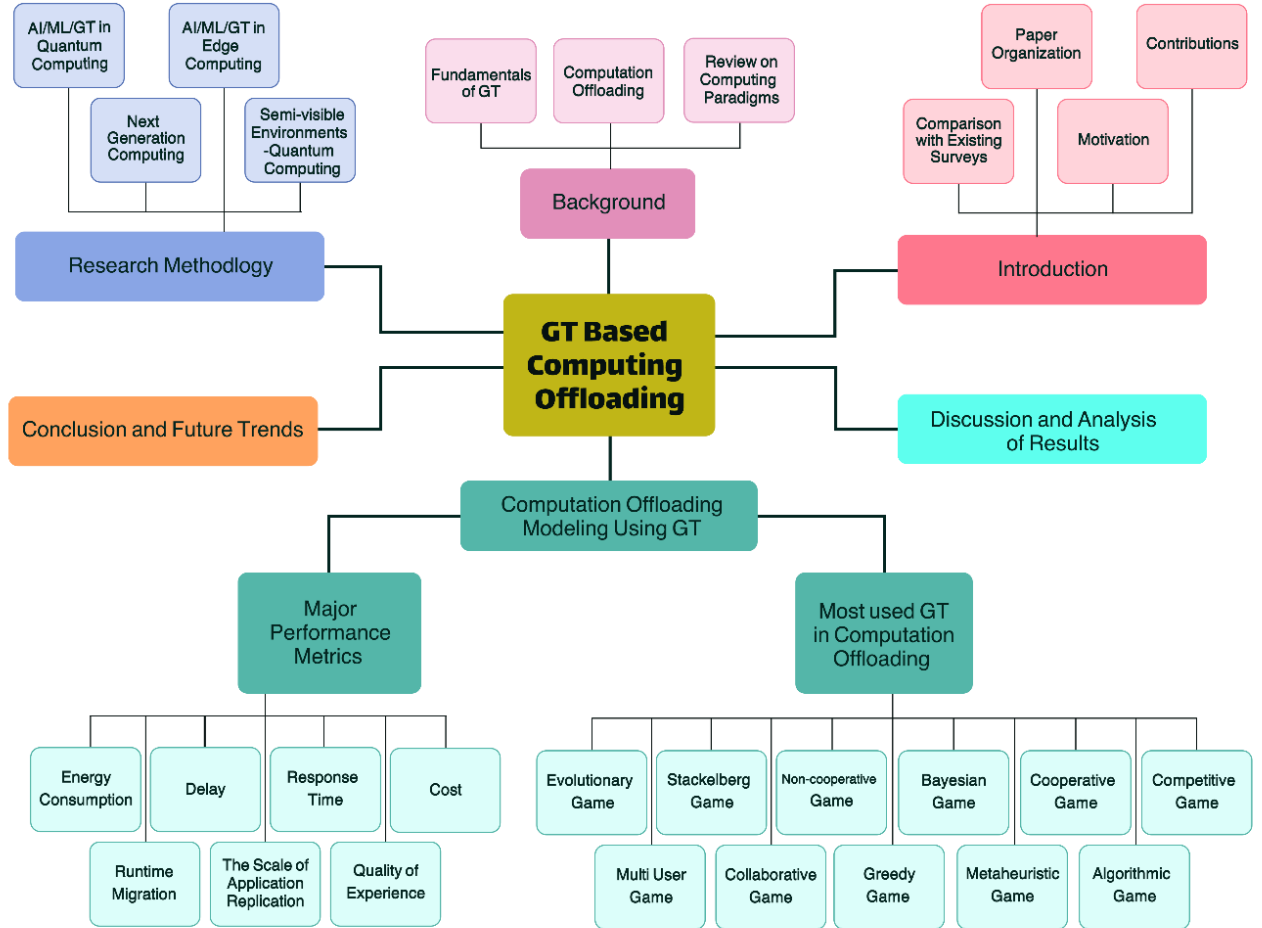 AI/ML/GT in
Quantum
Computing
AI/ML/GT in
Edge
Computing
Next
Generation
Computing
Semi-visible
Environments
-Quantum
Computing
Research Methodlogy
Fundamentals
of GT
Computation
Offloading
Review on
Computing
Paradigms
Background
Paper
Organization
Contributions
Comparison
with Existing
Surveys
Motivation
Introduction
GT Based
Computing
Offloading
Conclusion and Future Trends
Discussion and Analysis
of Results
Computation Offloading
Modeling Using GT
Major
Performance
Metrics
Most used GT
in Computation
Offloading
Energy
Consumption
Delay
Response
Time
Cost
Runtime
Migration
The Scale of
Application
Replication
Quality of
Experience
Evolutionary
Game
Stackelberg
Game
Non-cooperative
Game
Bayesian
Game
Cooperative
Game
Competitive
Game
Multi User
Game
Collaborative
Game
Greedy
Game
Metaheuristic
Game
Algorithmic
Game